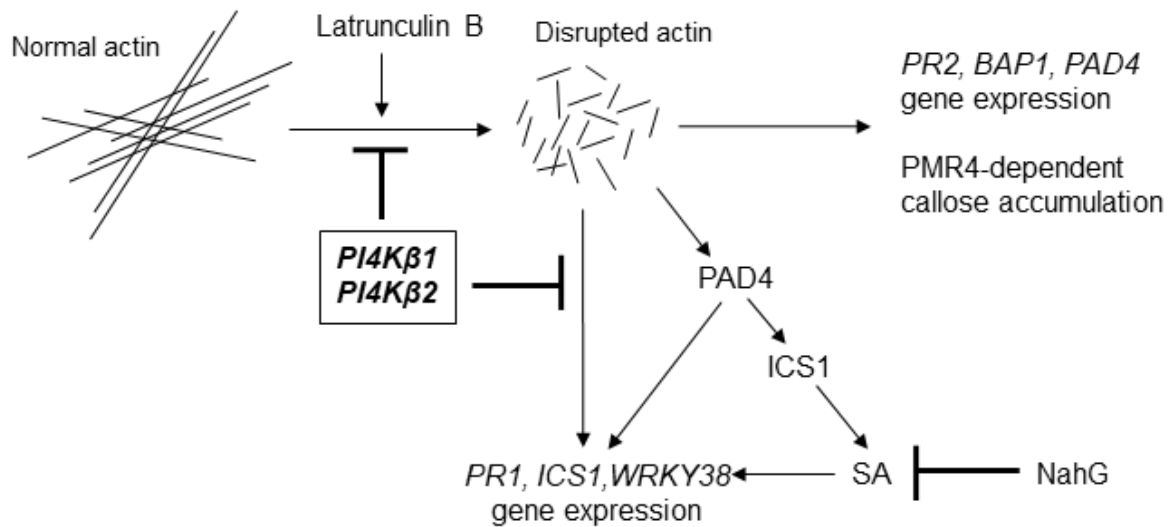 Normal actin
Latrunculin B
Disrupted actin
PR2, BAP1, PAD4
gene expression
PMR4-dependent
callose accumulation
PI4Kβ1
PI4Kβ2
PAD4
ICS1
PR1, ICS1,WRKY38
gene expression
SA
NahG